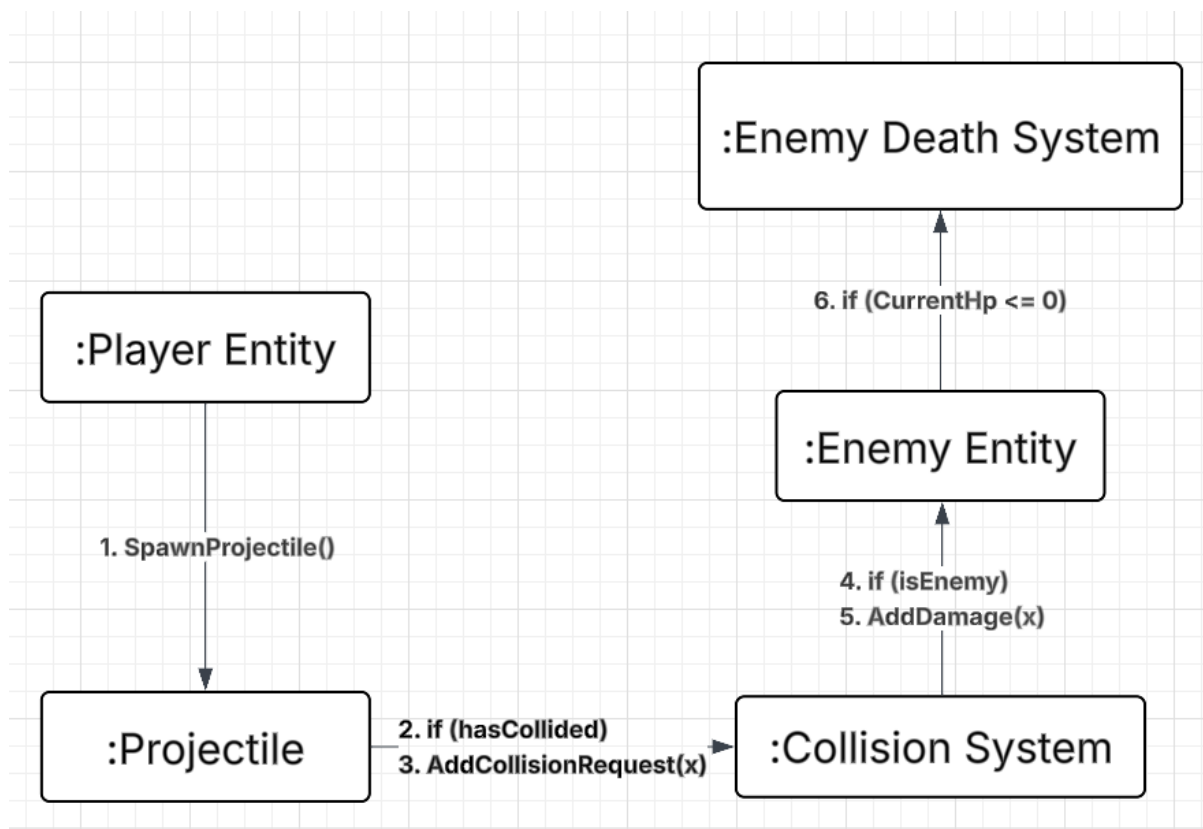 :Enemy Death System
6. if (CurrentHp <= 0)
:Player Entity
:Enemy Entity
1. SpawnProjectile()
4. if (isEnemy)
5. AddDamage(x)
:Projectile
2. if (hasCollided)
3. AddCollisionRequest(x)
:Collision System